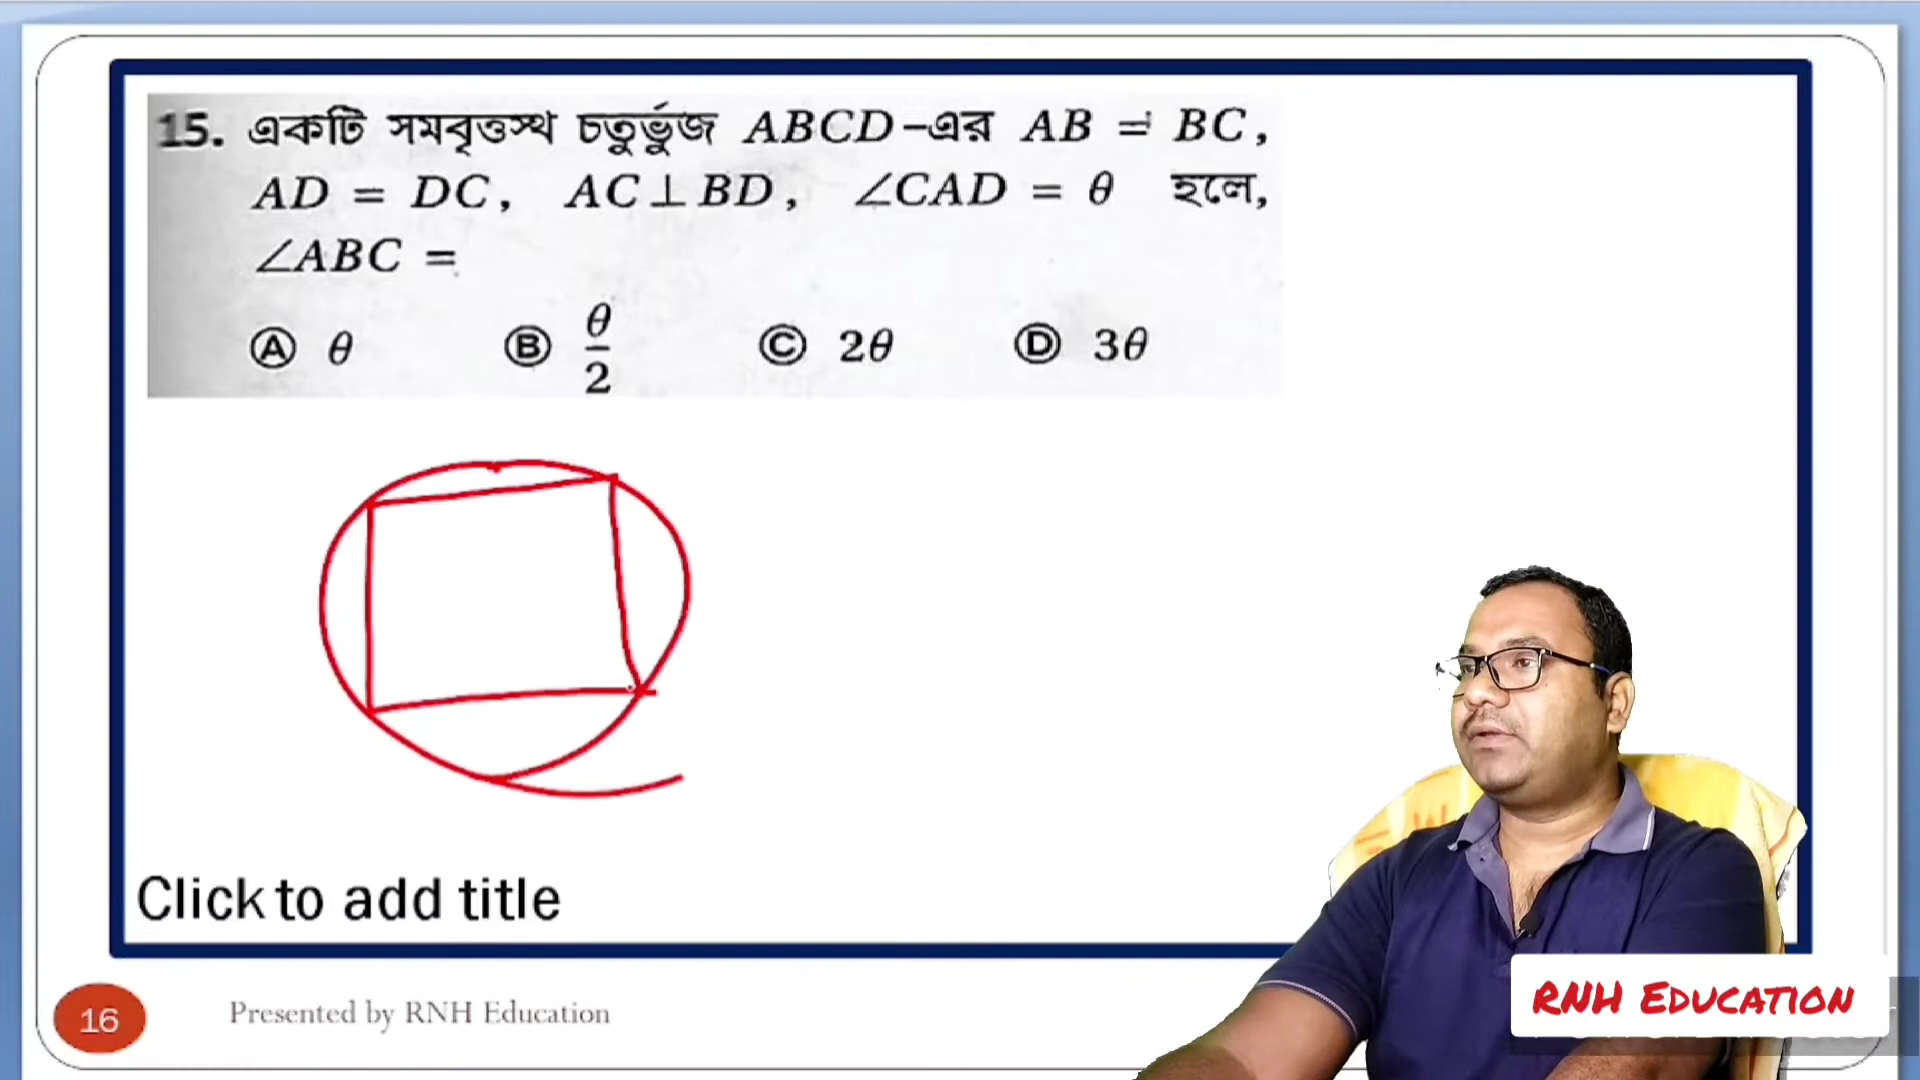 15. একটি সমবৃত্তস্থ চতুর্ভুজ ABCD-এর AB = BC,
AD = DC, AC⊥BD, ∠CAD = θ হলে,
∠ABC =
Ⓐ θ Ⓑ θ/2 Ⓒ 2θ Ⓓ 3θ
Click to add title
16 Presented by RNH Education
RNH EDUCATION